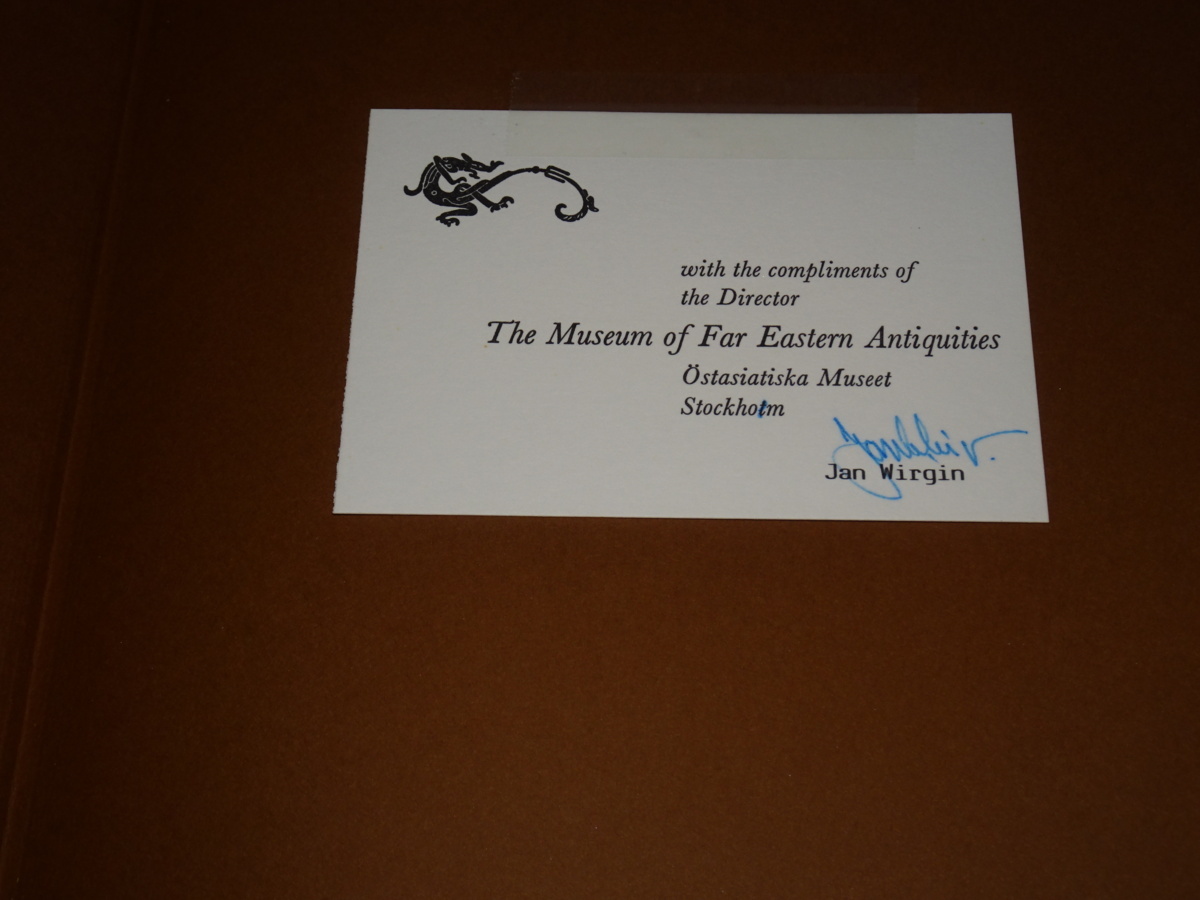 with the compliments of
the Director
The Museum of Far Eastern Antiquities
Östasiatiska Museet
Stockholm
Jan Wirgin